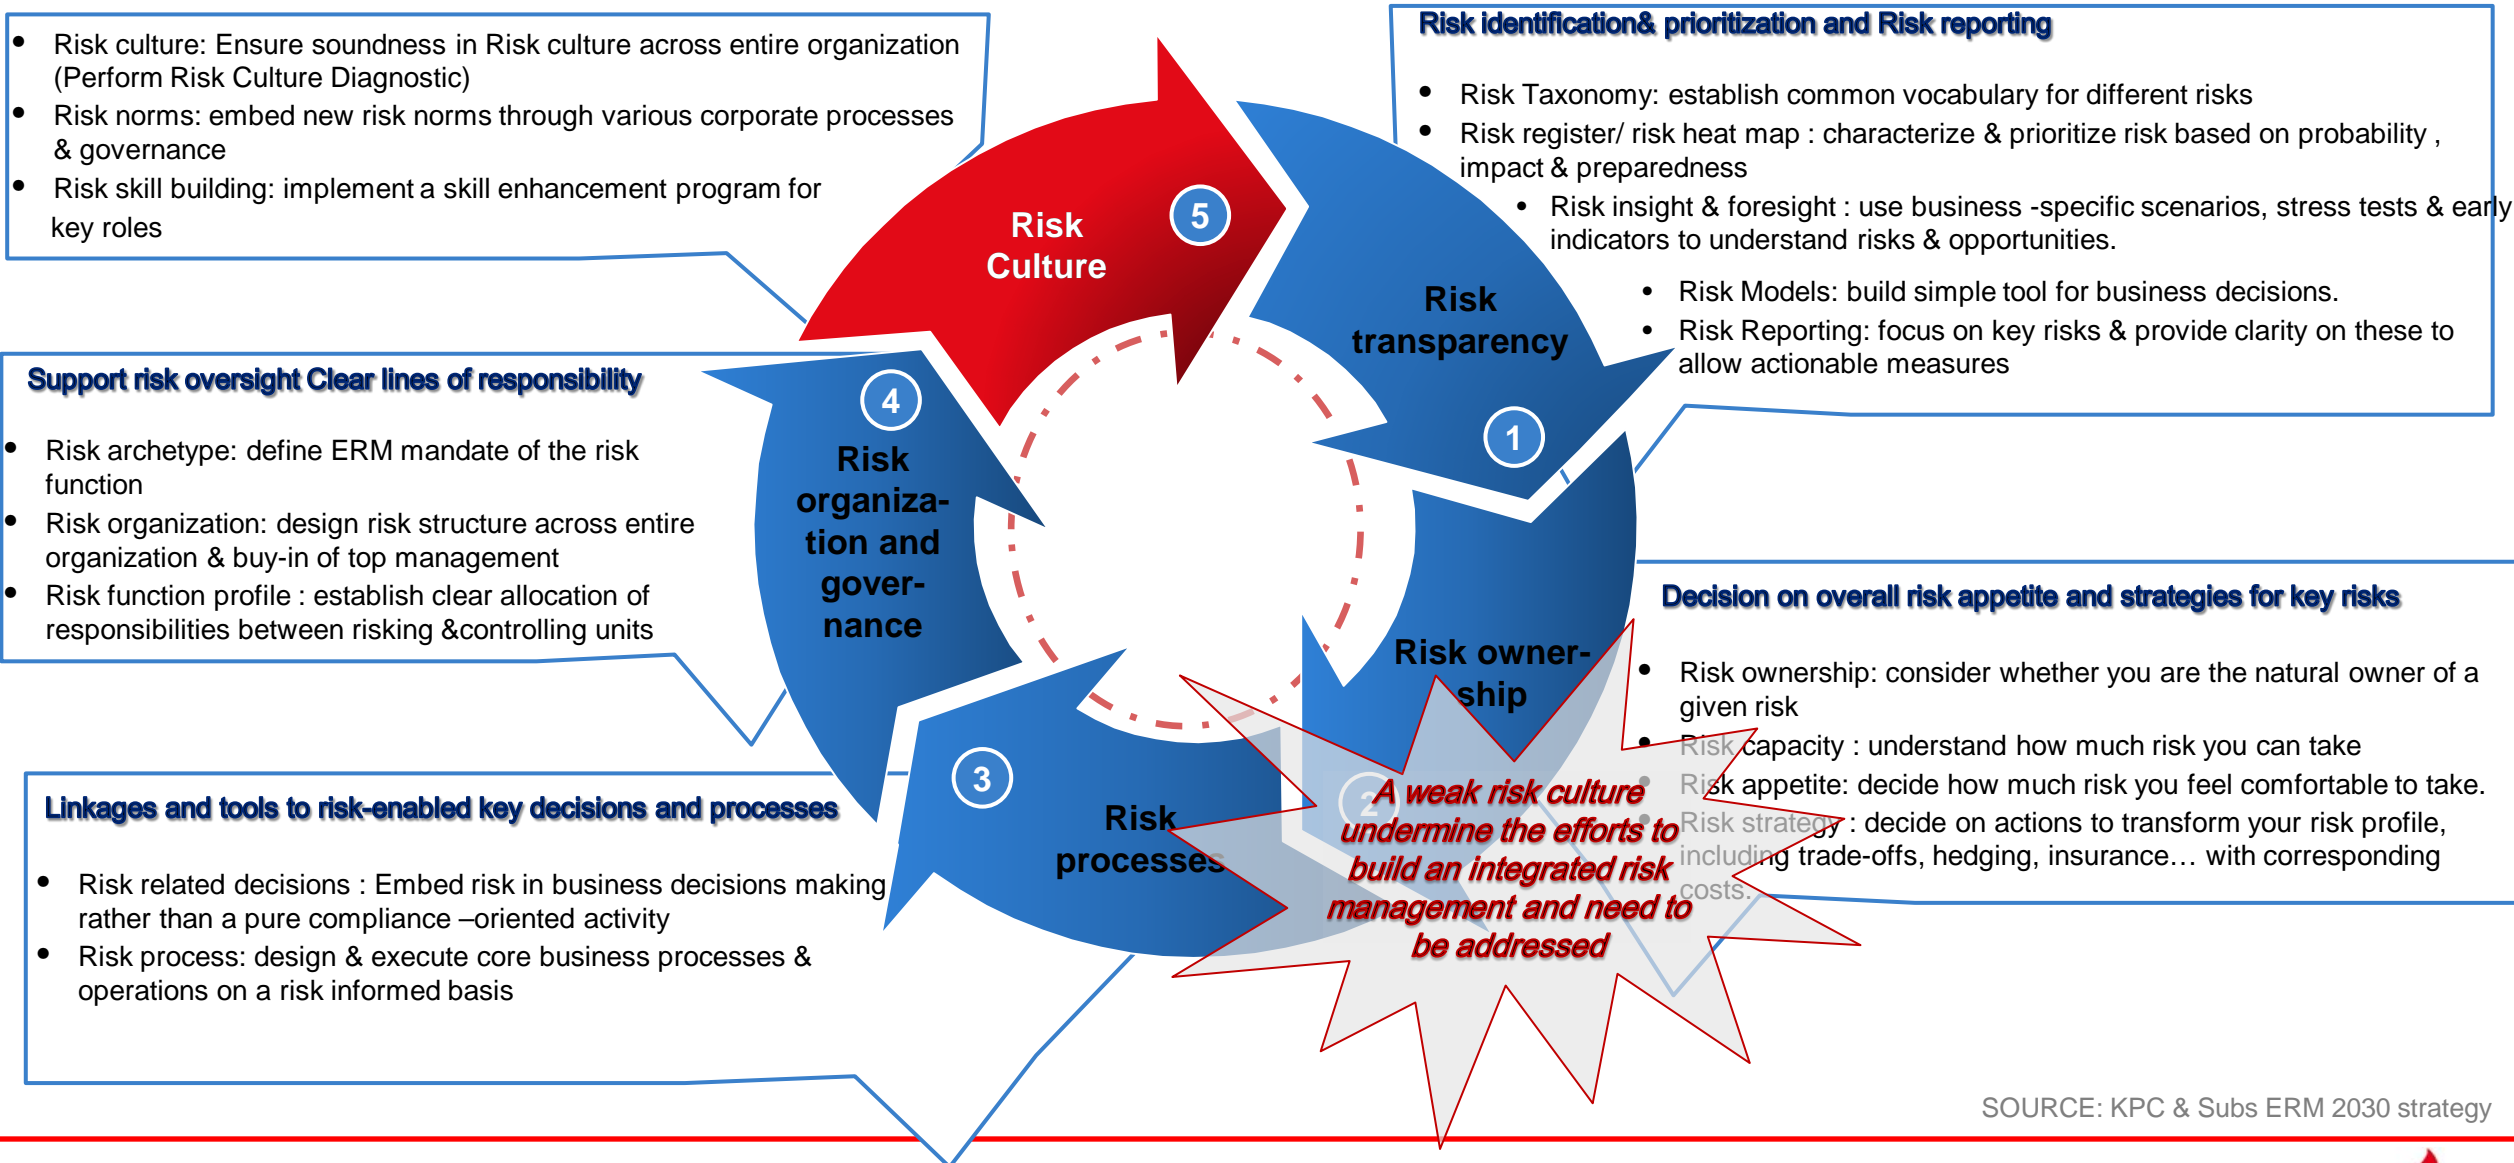 • Risk culture: Ensure soundness in Risk culture across entire organization
(Perform Risk Culture Diagnostic)
• Risk norms: embed new risk norms through various corporate processes
& governance
• Risk skill building: implement a skill enhancement program for
key roles
Risk identification& prioritization and Risk reporting
• Risk Taxonomy: establish common vocabulary for different risks
• Risk register/ risk heat map : characterize & prioritize risk based on probability ,
impact & preparedness
• Risk insight & foresight : use business -specific scenarios, stress tests & early
indicators to understand risks & opportunities.
• Risk Models: build simple tool for business decisions.
• Risk Reporting: focus on key risks & provide clarity on these to
allow actionable measures
Risk
Culture
5
Risk
transparency
1
Support risk oversight Clear lines of responsibility
• Risk archetype: define ERM mandate of the risk
function
• Risk organization: design risk structure across entire
organization & buy-in of top management
• Risk function profile : establish clear allocation of
responsibilities between risking &controlling units
4
Risk
organiza-
tion and
gover-
nance
Risk owner-
ship
2
Decision on overall risk appetite and strategies for key risks
• Risk ownership: consider whether you are the natural owner of a
given risk
• Risk capacity : understand how much risk you can take
• Risk appetite: decide how much risk you feel comfortable to take.
• Risk strategy : decide on actions to transform your risk profile,
including trade-offs, hedging, insurance… with corresponding
costs.
Linkages and tools to risk-enabled key decisions and processes
• Risk related decisions : Embed risk in business decisions making
rather than a pure compliance –oriented activity
• Risk process: design & execute core business processes &
operations on a risk informed basis
3
Risk
processes
A weak risk culture
undermine the efforts to
build an integrated risk
management and need to
be addressed
SOURCE: KPC & Subs ERM 2030 strategy